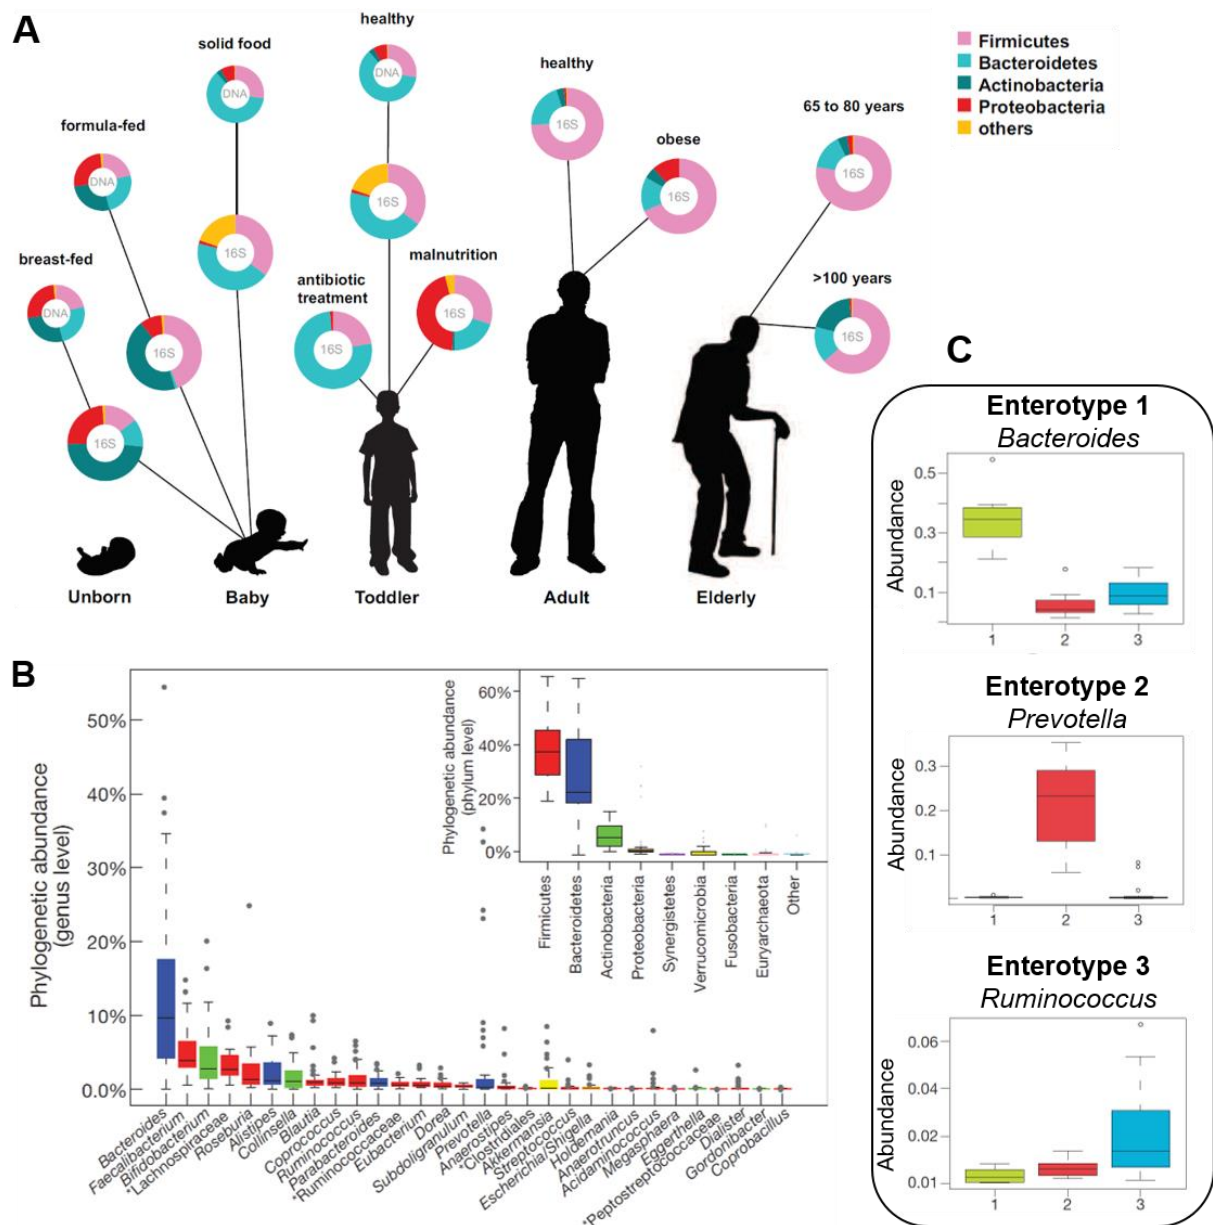 A
healthy
solid food
DNA
DNA
formula-fed
DNA
breast-fed
DNA
16S
16S
16S
16S
antibiotic
treatment
16S
malnutrition
16S
healthy
16S
obese
16S
65 to 80 years
16S
>100 years
16S
Firmicutes
Bacteroidetes
Actinobacteria
Proteobacteria
others
Unborn
Baby
Toddler
Adult
Elderly
B
Phylogenetic abundance
(genus level)
50%
40%
30%
20%
10%
0.0%
Bacteroides
Faecalibacterium
Bifidobacterium
*Lachnospiraceae
Roseburia
Alistipes
Collinsella
Blautia
Coprococcus
Ruminococcus
Parabacteroides
*Ruminococcaceae
Eubacterium
Dorea
Subdoligranulum
Prevotella
Anaerostipes
*Clostridiales
Akkermansia
Streptococcus
Escherichia/Shigella
Holdemania
Anaerotruncus
Acidaminococcus
Megasphaera
Eggerthella
*Peptostreptococcaceae
Dialister
Gordonibacter
Coprobacillus
Phylogenetic abundance
(phylum level)
60%
40%
20%
0%
Firmicutes
Bacteroidetes
Actinobacteria
Proteobacteria
Synergistetes
Verrucomicrobia
Fusobacteria
Euryarchaeota
Other
C
Enterotype 1
Bacteroides
Abundance
0.5
0.3
0.1
1 2 3
Enterotype 2
Prevotella
Abundance
0.3
0.2
0.1
1 2 3
Enterotype 3
Ruminococcus
Abundance
0.06
0.04
0.02
0.01
1 2 3